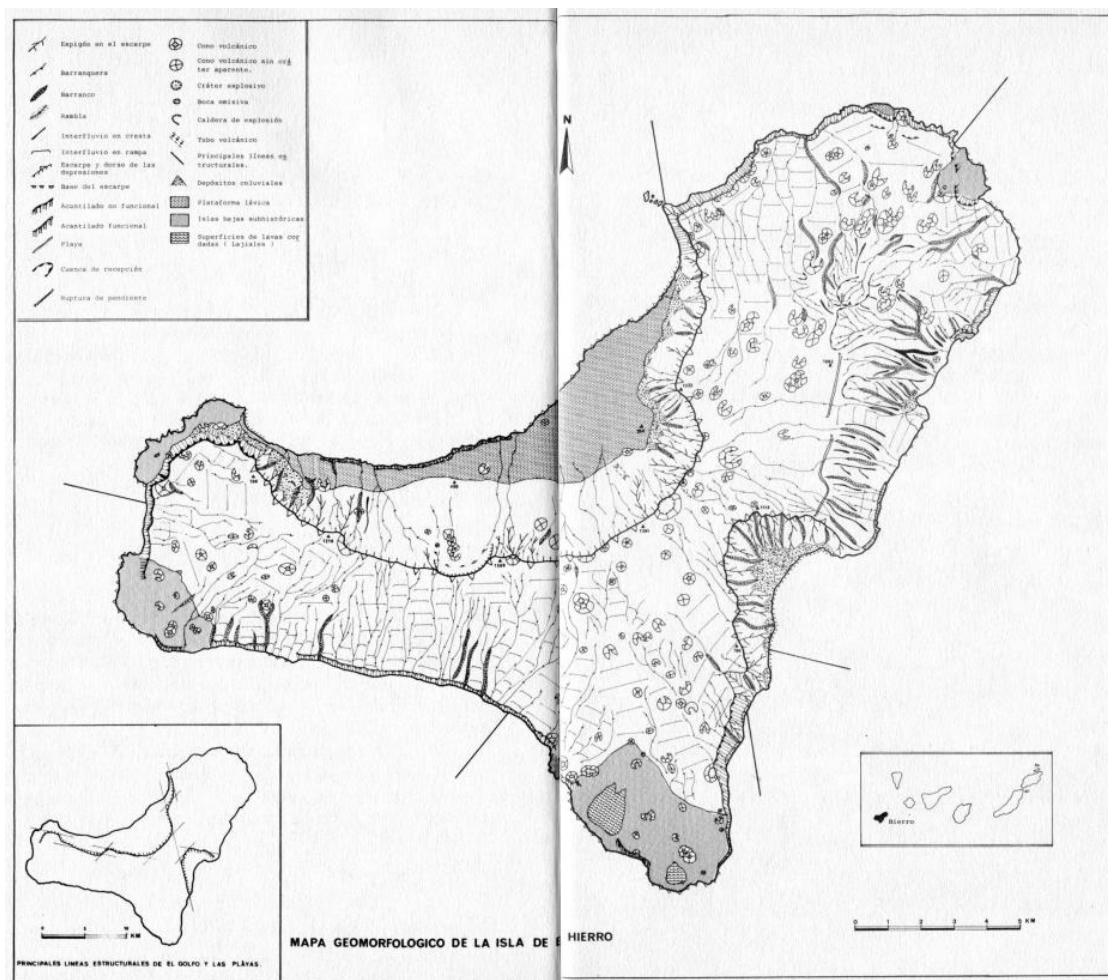 Espigón en el escarpe
Barranquera
Barranco
Rambla
Interfluvio en cresta
Interfluvio en rampa
Escarpe y dorso de las
depresiones
Base del escarpe
Acantilado no funcional
Acantilado funcional
Playa
Cuenca de recepción
Ruptura de pendiente
Cono volcánico
Cono volcánico sin crá
ter aparente.
Cráter explosivo
Boca emisiva
Caldera de explosión
Tubo volcánico
Principales líneas es
tructurales.
Depósitos coluviales
Plataforma lávica
Islas bajas subhistóricas
Superficies de lavas cor
dadas ( Lajiales )
N
Hierro
KM
KM
PRINCIPALES LINEAS ESTRUCTURALES DE EL GOLFO Y LAS PLAYAS.
MAPA GEOMORFOLOGICO DE LA ISLA DE E HIERRO
0 1 2 3 4 5